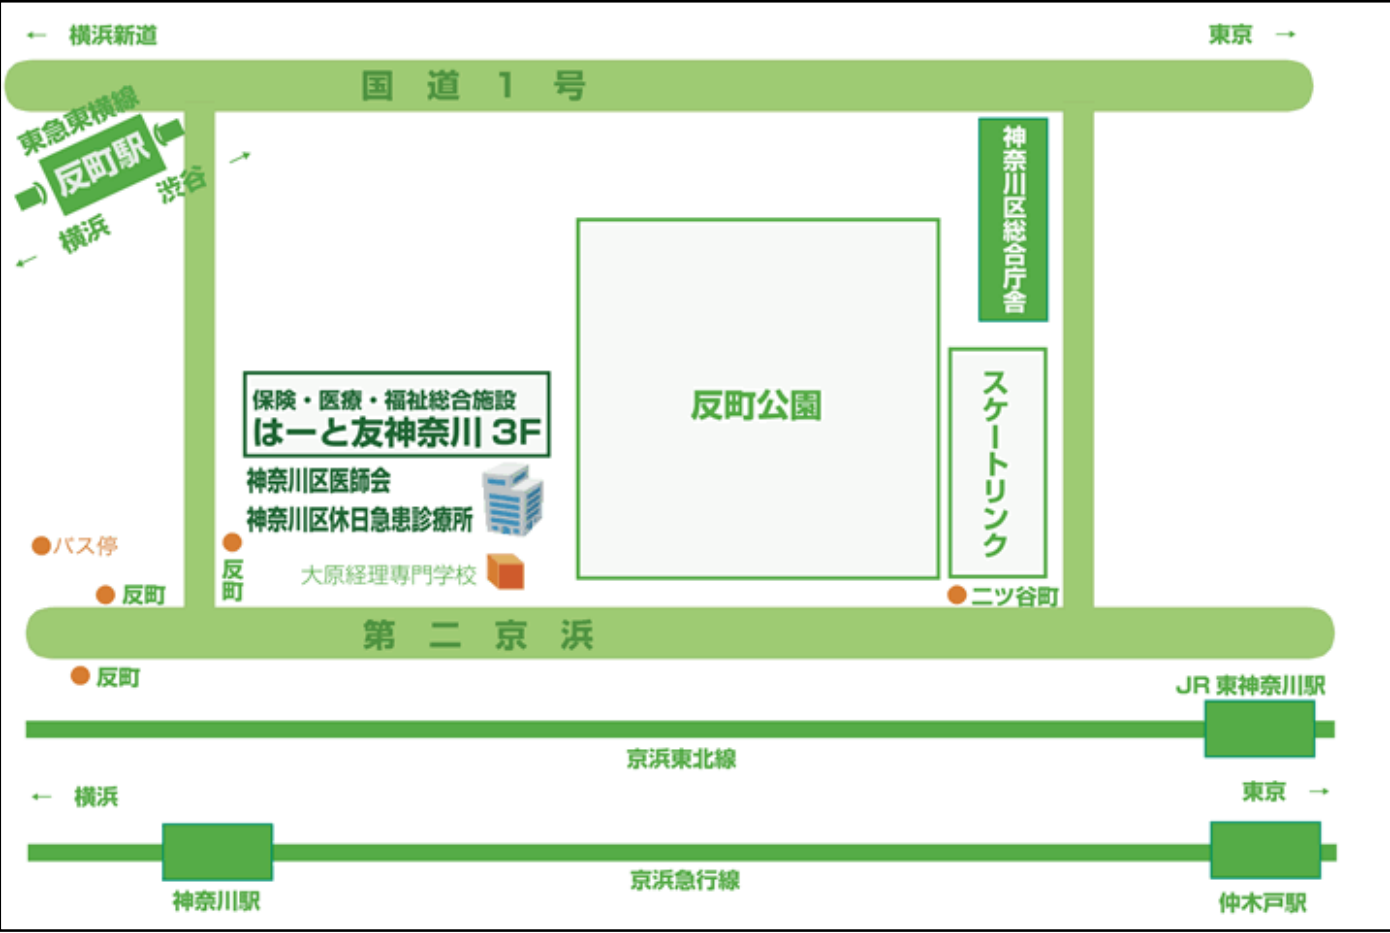 ← 横浜新道
東京 →
国道1号
東急東横線
反町駅
渋谷 →
← 横浜
神奈川区総合庁舎
反町公園
スケートリンク
保険・医療・福祉総合施設
はーと友神奈川 3F
神奈川区医師会
神奈川区休日急患診療所
大原経理専門学校
バス停
反町
反町
二ツ谷町
第二京浜
反町
JR 東神奈川駅
京浜東北線
← 横浜
東京 →
京浜急行線
神奈川駅
仲木戸駅